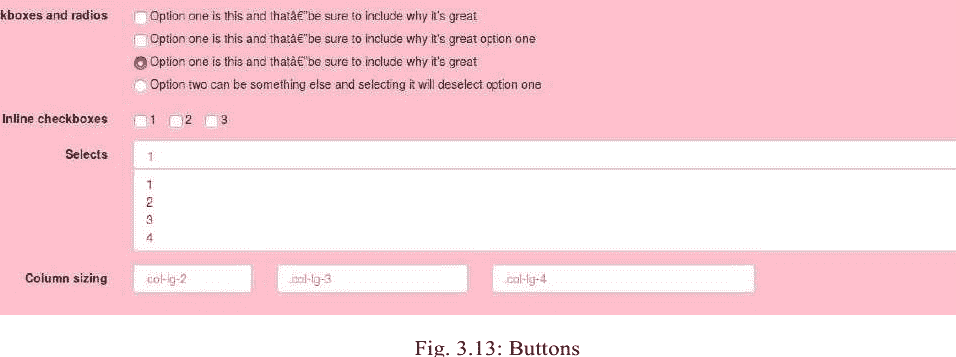 kboxes and radios
Option one is this and thatâ€"be sure to include why it's great
Option one is this and thatâ€"be sure to include why it's great option one
Option one is this and thatâ€"be sure to include why it's great
Option two can be something else and selecting it will deselect option one
Inline checkboxes 1 2 3
Selects 1
1
2
3
4
Column sizing .col-lg-2 .col-lg-3 .col-lg-4
Fig. 3.13: Buttons